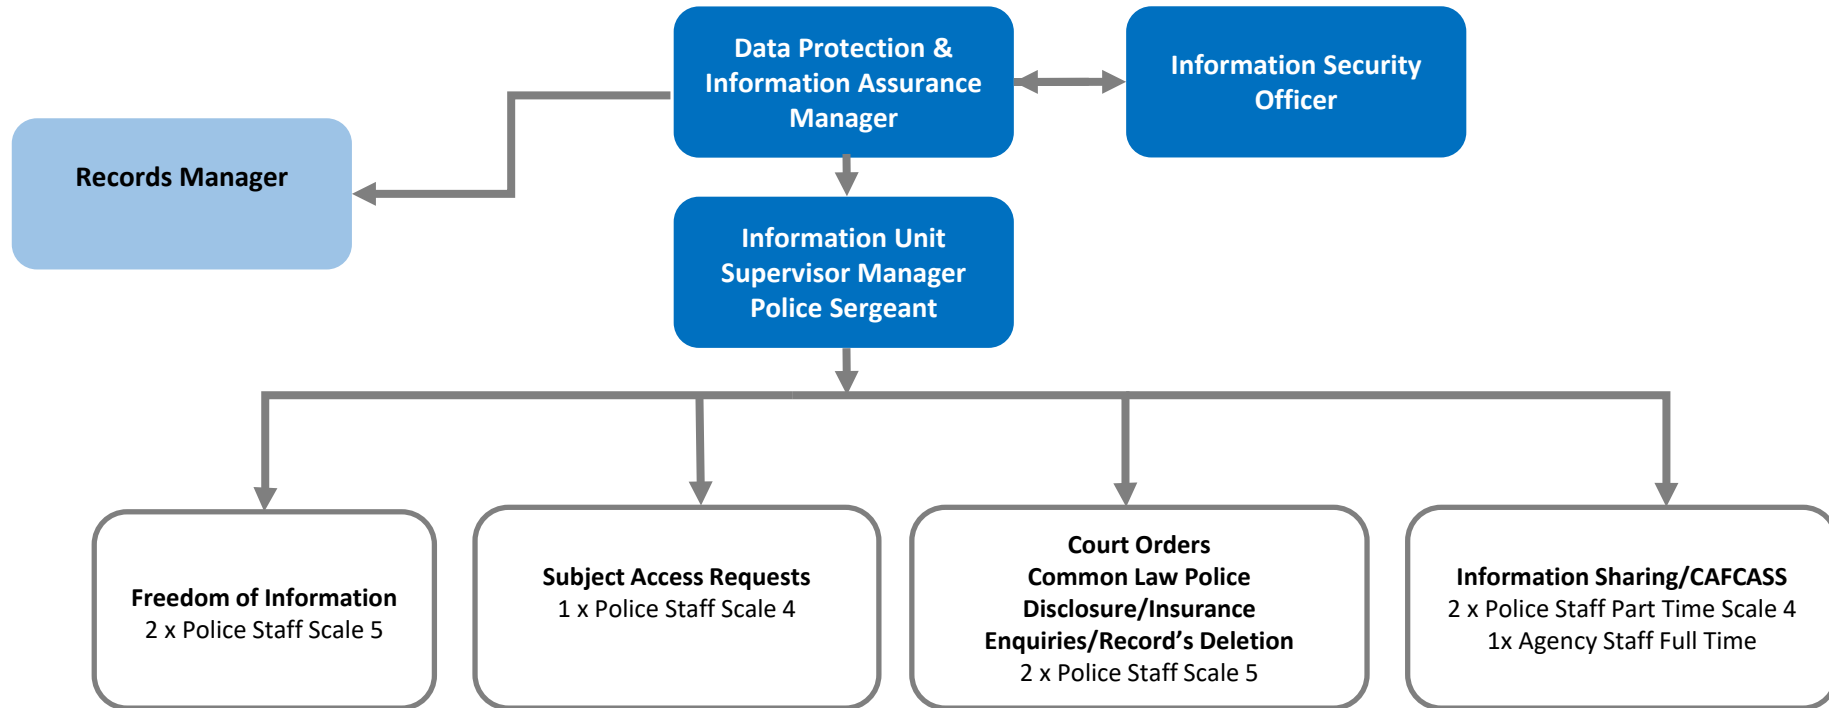 Data Protection &
Information Assurance
Manager
Information Security
Officer
Records Manager
Information Unit
Supervisor Manager
Police Sergeant
Freedom of Information
2 x Police Staff Scale 5
Subject Access Requests
1 x Police Staff Scale 4
Court Orders
Common Law Police
Disclosure/Insurance
Enquiries/Record’s Deletion
2 x Police Staff Scale 5
Information Sharing/CAFCASS
2 x Police Staff Part Time Scale 4
1x Agency Staff Full Time